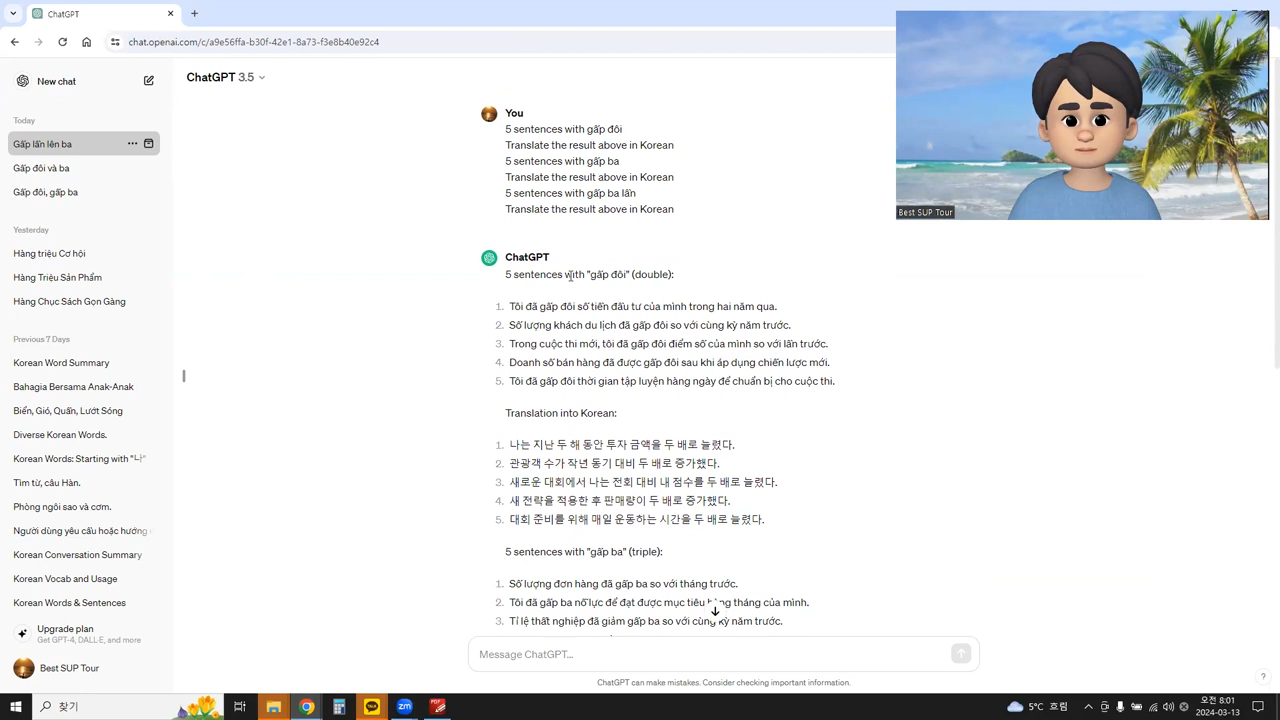 ChatGPT
chat.openai.com/c/a9e56ffa-b30f-42e1-8a73-f3e8b40e92c4
New chat
ChatGPT 3.5
Today
Gấp lần lên ba
Gấp đôi và ba
Gấp đôi, gấp ba
Yesterday
Hàng triệu Cơ hội
Hàng Triệu Sản Phẩm
Hàng Chục Sách Gọn Gàng
Previous 7 Days
Korean Word Summary
Bahagia Bersama Anak-Anak
Biển, Gió, Quần, Lướt Sóng
Diverse Korean Words.
Korean Words: Starting with "나"
Tìm từ, câu Hàn.
Phòng ngôi sao và cơm.
Người dùng yêu cầu hoặc hướng
Korean Conversation Summary
Korean Vocab and Usage
Korean Words & Sentences
Upgrade plan
Get GPT-4, DALL·E, and more
Best SUP Tour
You
5 sentences with gấp đôi
Translate the result above in Korean
5 sentences with gấp ba
Translate the result above in Korean
5 sentences with gấp ba lần
Translate the result above in Korean
ChatGPT
5 sentences with "gấp đôi" (double):
1. Tôi đã gấp đôi số tiền đầu tư của mình trong hai năm qua.
2. Số lượng khách du lịch đã gấp đôi so với cùng kỳ năm trước.
3. Trong cuộc thi mới, tôi đã gấp đôi điểm số của mình so với lần trước.
4. Doanh số bán hàng đã được gấp đôi sau khi áp dụng chiến lược mới.
5. Tôi đã gấp đôi thời gian tập luyện hàng ngày để chuẩn bị cho cuộc thi.
Translation into Korean:
1. 나는 지난 두 해 동안 투자 금액을 두 배로 늘렸다.
2. 관광객 수가 작년 동기 대비 두 배로 증가했다.
3. 새로운 대회에서 나는 전회 대비 내 점수를 두 배로 늘렸다.
4. 새 전략을 적용한 후 판매량이 두 배로 증가했다.
5. 대회 준비를 위해 매일 운동하는 시간을 두 배로 늘렸다.
5 sentences with "gấp ba" (triple):
1. Số lượng đơn hàng đã gấp ba so với tháng trước.
2. Tôi đã gấp ba nỗ lực để đạt được mục tiêu hàng tháng của mình.
3. Tỉ lệ thất nghiệp đã giảm gấp ba so với cùng kỳ năm trước.
Message ChatGPT...
ChatGPT can make mistakes. Consider checking important information.
?
Best SUP Tour
찾기
zm
5°C 흐림
오전 8:01
2024-03-13